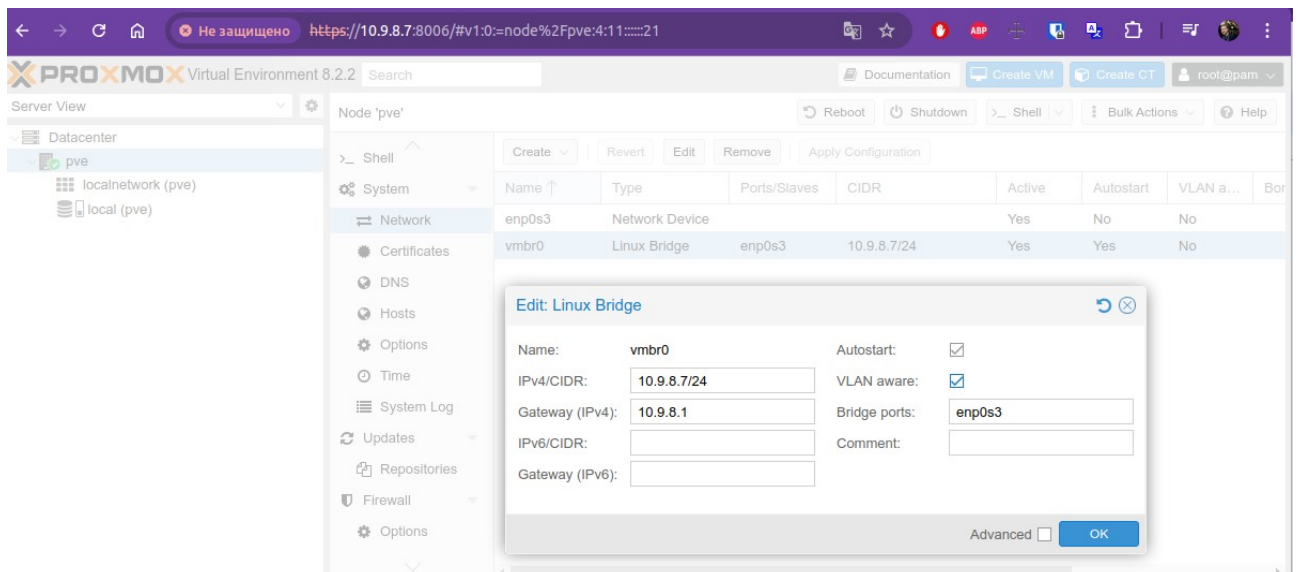 Не защищено https://10.9.8.7:8006/#v1:0:=node%2Fpve:4:11::::::21 ABP
PROXMOX Virtual Environment 8.2.2 Search Documentation Create VM Create CT root@pam
Server View
Datacenter
pve
localnetwork (pve)
local (pve)
Node 'pve' Reboot Shutdown >_ Shell Bulk Actions Help
>_ Shell
System
Network
Certificates
DNS
Hosts
Options
Time
System Log
Updates
Repositories
Firewall
Options
Create Revert Edit Remove Apply Configuration
Name Type Ports/Slaves CIDR Active Autostart VLAN a... Bor
enp0s3 Network Device Yes No No
vmbr0 Linux Bridge enp0s3 10.9.8.7/24 Yes Yes No
Edit: Linux Bridge
Name: vmbr0 Autostart:
IPv4/CIDR: 10.9.8.7/24 VLAN aware:
Gateway (IPv4): 10.9.8.1 Bridge ports: enp0s3
IPv6/CIDR: Comment:
Gateway (IPv6):
Advanced OK